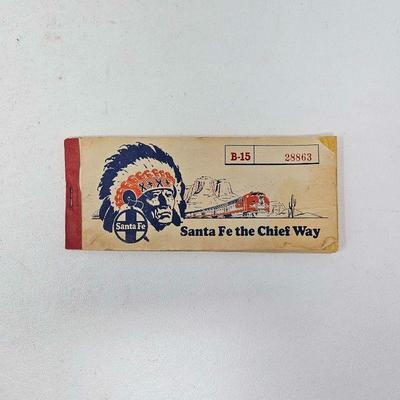 B-15 28863
Santa Fe
Santa Fe the Chief Way